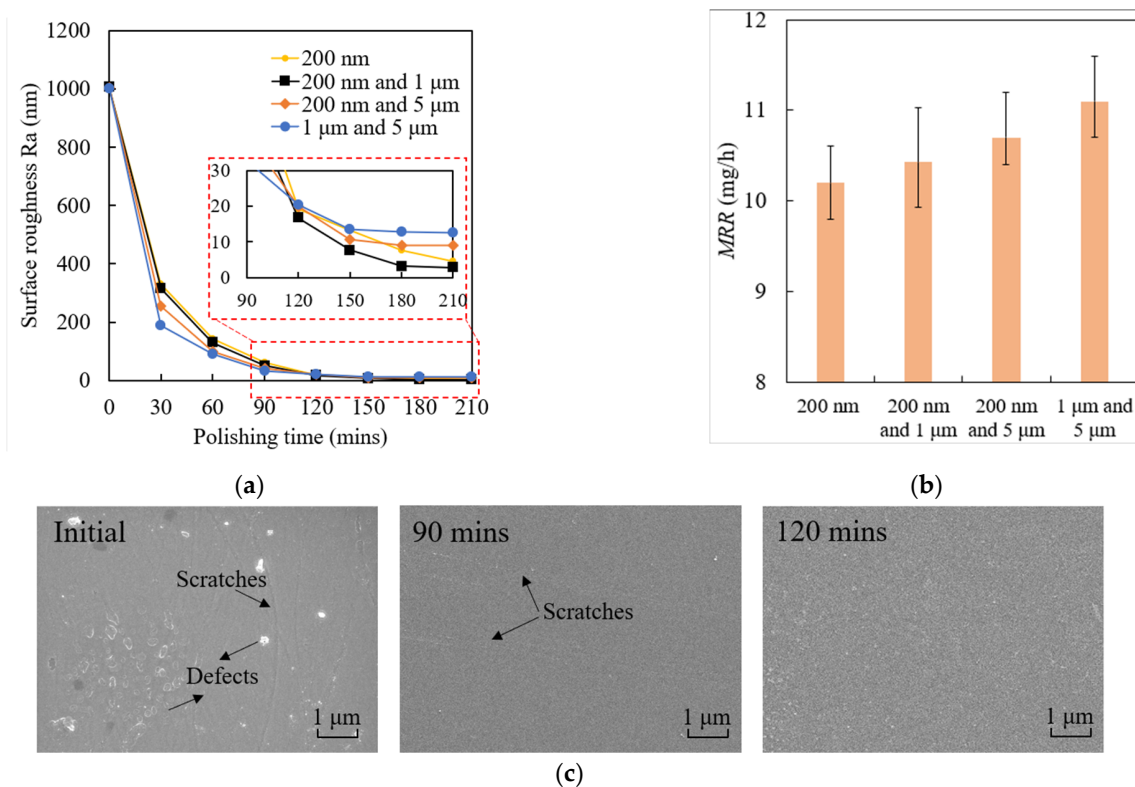 1200
1000
800
600
400
200
0
Surface roughness Ra (nm)
200 nm
200 nm and 1 μm
200 nm and 5 μm
1 μm and 5 μm
30
20
10
0
90 120 150 180 210
0 30 60 90 120 150 180 210
Polishing time (mins)
(a)
12
11
10
9
8
MRR (mg/h)
200 nm
200 nm
and 1 μm
200 nm
and 5 μm
1 μm and
5 μm
(b)
Initial
Scratches
Defects
1 μm
90 mins
Scratches
1 μm
120 mins
1 μm
(c)